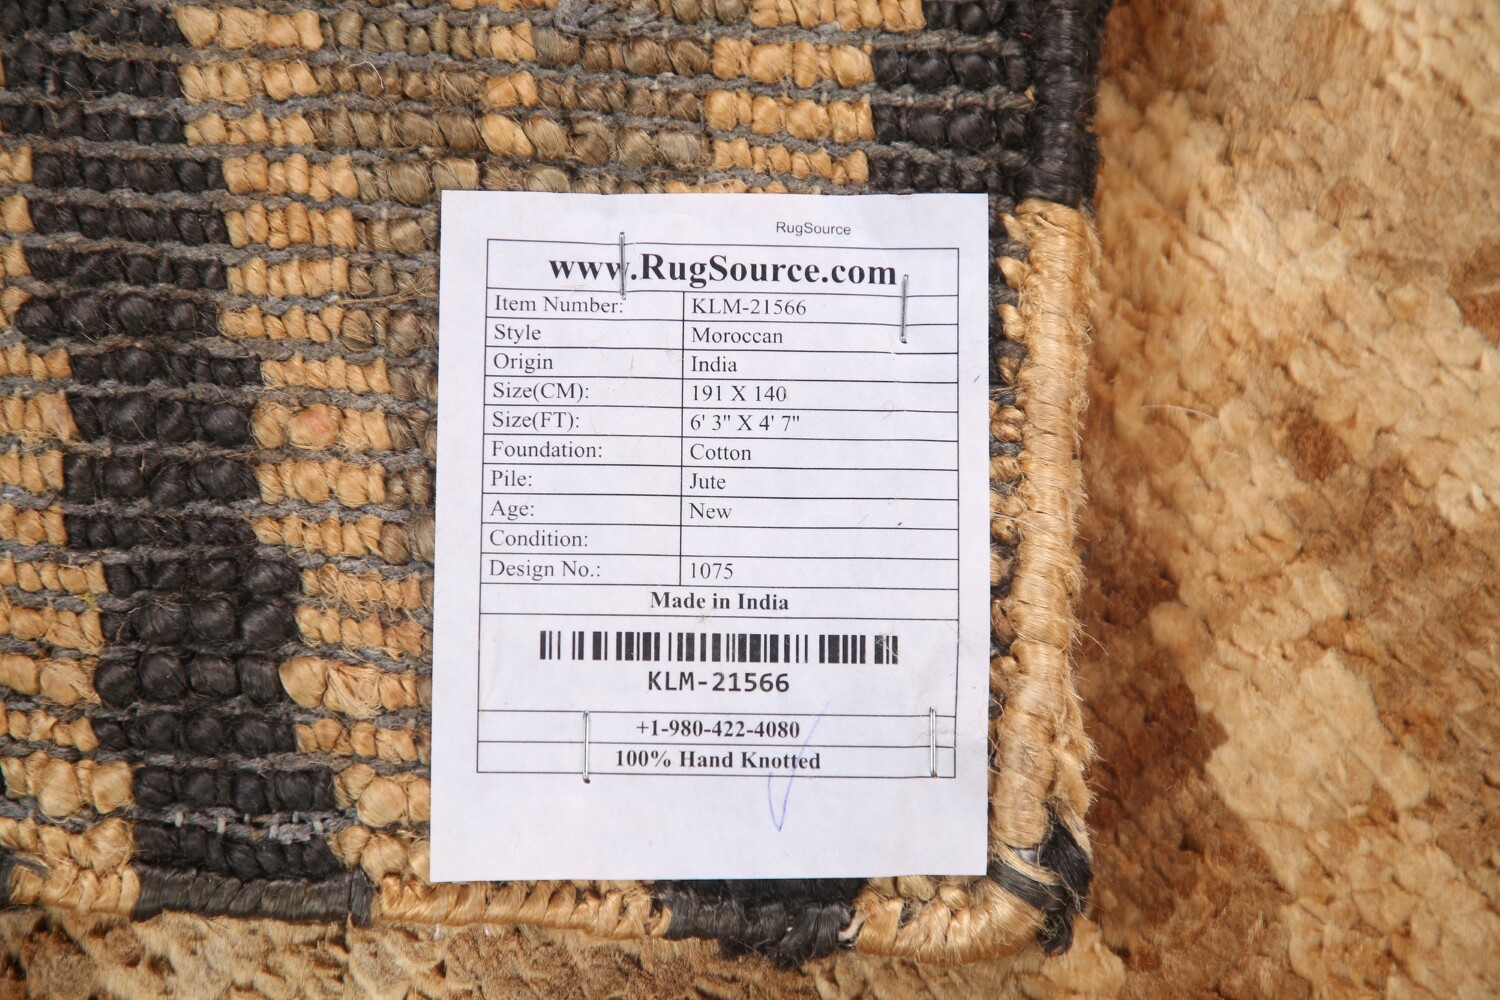 RugSource
www.RugSource.com
Item Number: KLM-21566
Style Moroccan
Origin India
Size(CM): 191 X 140
Size(FT): 6' 3" X 4' 7"
Foundation: Cotton
Pile: Jute
Age: New
Condition:
Design No.: 1075
Made in India
KLM-21566
+1-980-422-4080
100% Hand Knotted